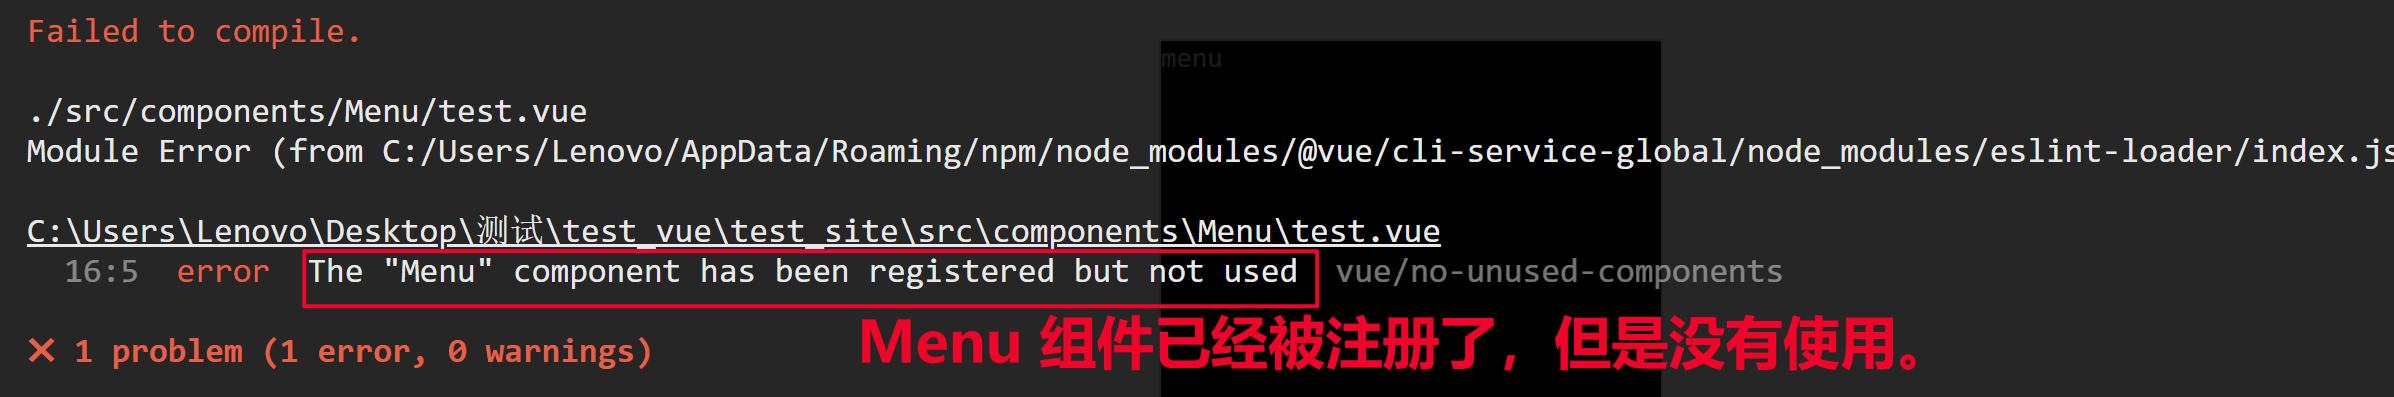 Failed to compile.
menu
./src/components/Menu/test.vue
Module Error (from C:/Users/Lenovo/AppData/Roaming/npm/node_modules/@vue/cli-service-global/node_modules/eslint-loader/index.js
C:\Users\Lenovo\Desktop\测试\test_vue\test_site\src\components\Menu\test.vue
16:5 error The "Menu" component has been registered but not used vue/no-unused-components
✕ 1 problem (1 error, 0 warnings)
Menu 组件已经被注册了，但是没有使用。